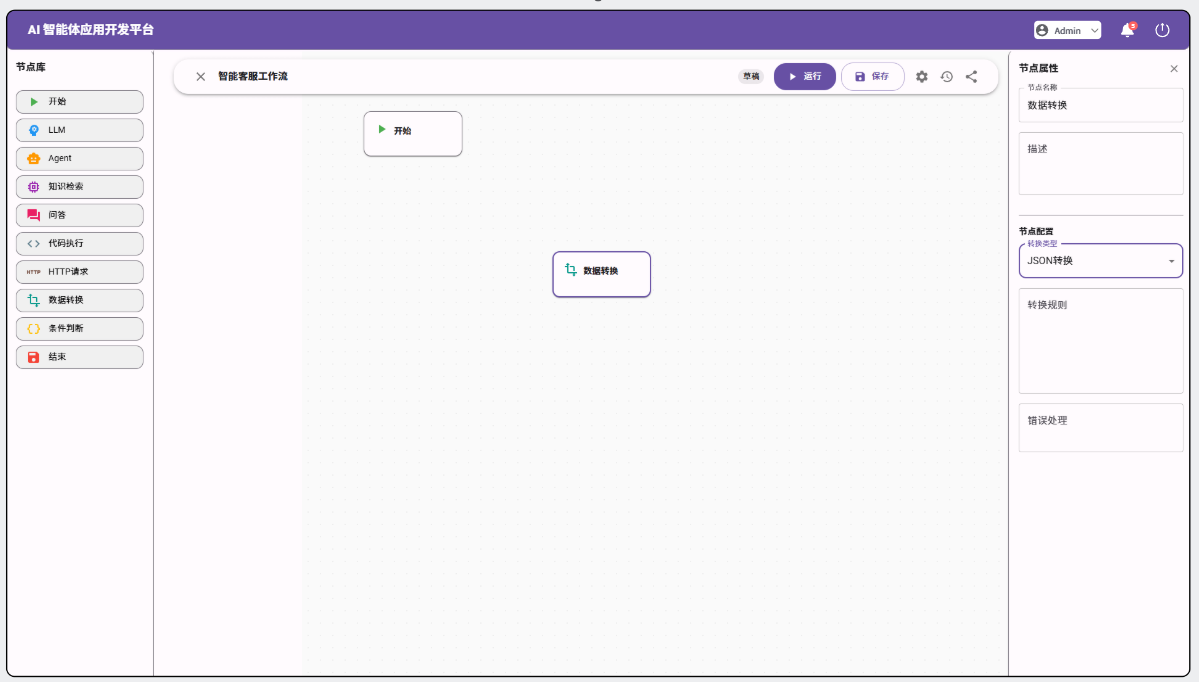 AI 智能体应用开发平台
Admin
5
节点库
开始
LLM
Agent
知识检索
问答
代码执行
HTTP HTTP请求
数据转换
条件判断
结束
智能客服工作流
草稿
运行
保存
开始
数据转换
节点属性
节点名称
数据转换
描述
节点配置
转换类型
JSON转换
转换规则
错误处理